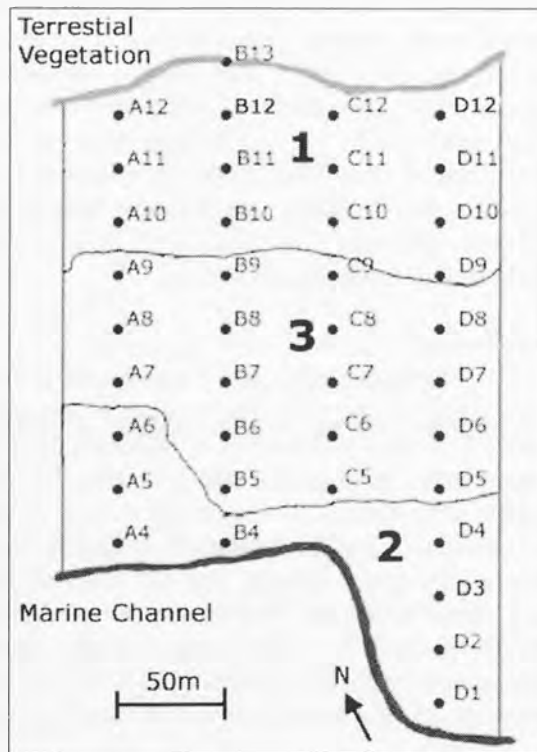 Terrestial
Vegetation
B13
A12 B12 C12 D12
1
A11 B11 C11 D11
A10 B10 C10 D10
A9 B9 C9 D9
A8 B8 3 C8 D8
A7 B7 C7 D7
A6 B6 C6 D6
A5 B5 C5 D5
A4 B4 2 D4
D3
Marine Channel
D2
50m N
D1